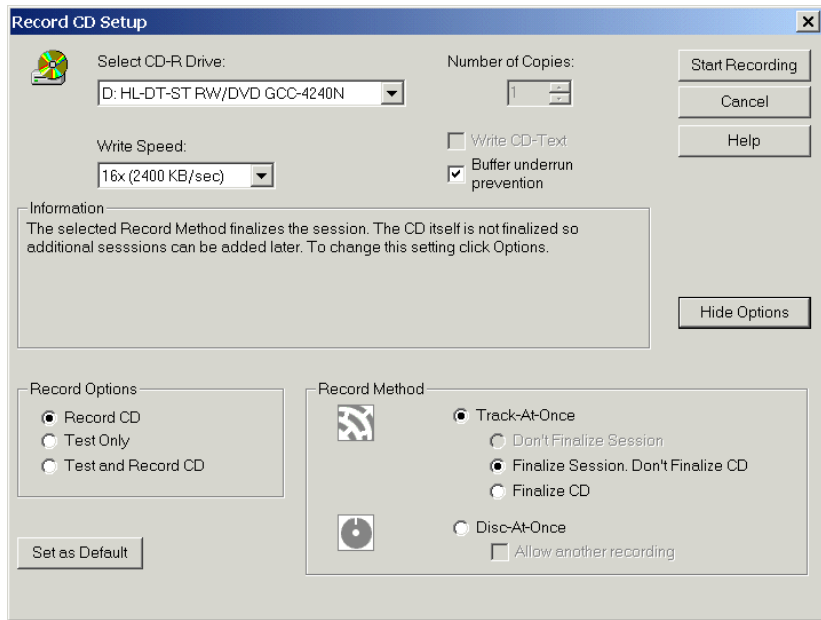 Record CD Setup
Select CD-R Drive:
Number of Copies:
Start Recording
D: HL-DT-ST RW/DVD GCC-4240N
1
Cancel
Write CD-Text
Help
Write Speed:
Buffer underrun
prevention
16x (2400 KB/sec)
Information
The selected Record Method finalizes the session. The CD itself is not finalized so
additional sesssions can be added later. To change this setting click Options.
Hide Options
Record Options
Record CD
Test Only
Test and Record CD
Record Method
Track-At-Once
Don't Finalize Session
Finalize Session. Don't Finalize CD
Finalize CD
Disc-At-Once
Allow another recording
Set as Default